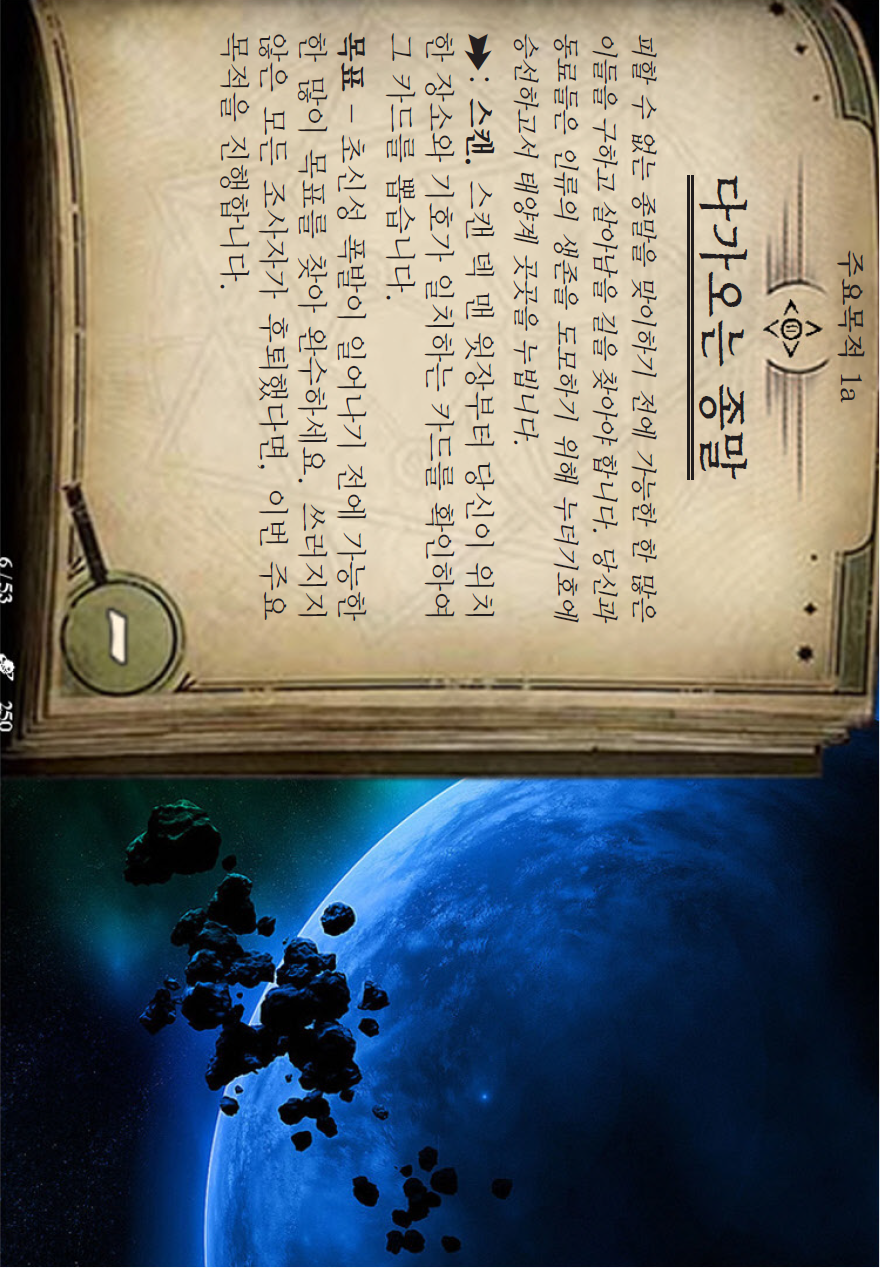 주요목적 1a
다가오는 종말
피할 수 없는 종말을 맞이하기 전에 가능한 한 많은
이들을 구하고 살아남을 길을 찾아야 합니다. 당신과
동료들은 인류의 생존을 도모하기 위해 누더기호에
승선하고서 태양계 곳곳을 누빕니다.
: 스캔. 스캔 덱 맨 윗장부터 당신이 위치
한 장소와 기호가 일치하는 카드를 확인하여
그 카드를 뽑습니다.
목표 – 초신성 폭발이 일어나기 전에 가능한
한 많이 목표를 찾아 완수하세요. 쓰러지지
않은 모든 조사자가 후퇴했다면, 이번 주요
목적을 진행합니다.
–
6 / 53 250